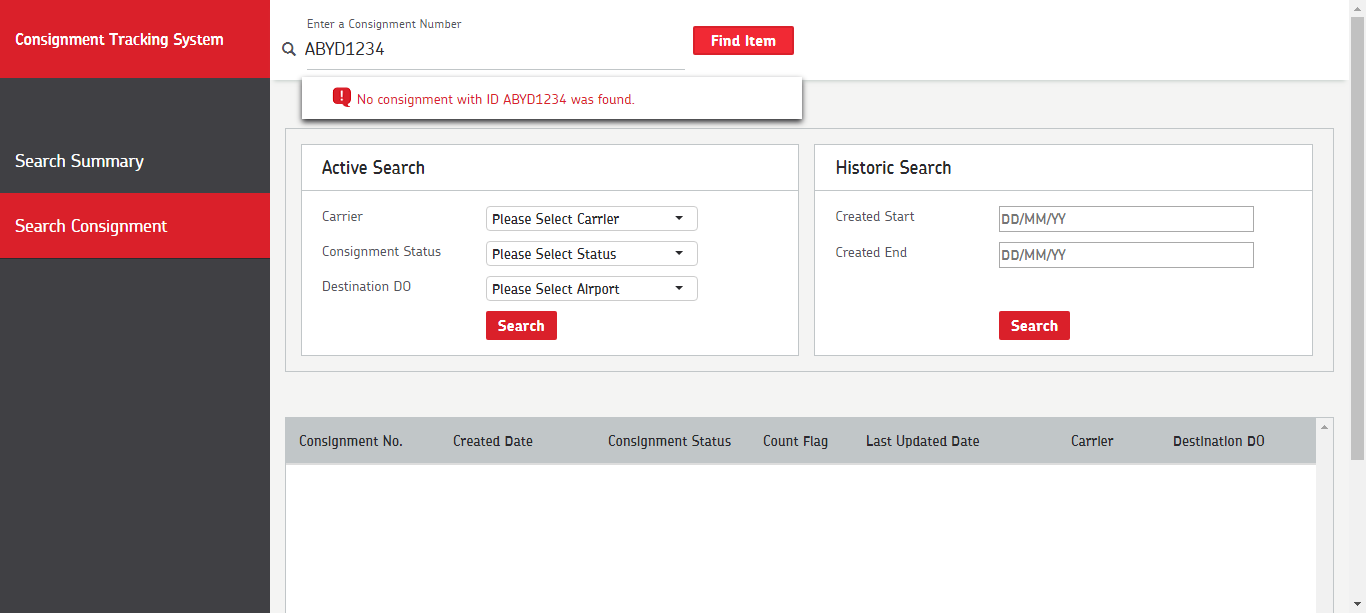 Consignment Tracking System
Enter a Consignment Number
ABYD1234
Find Item
No consignment with ID ABYD1234 was found.
Search Summary
Search Consignment
Active Search
Carrier
Please Select Carrier
Consignment Status
Please Select Status
Destination DO
Please Select Airport
Search
Historic Search
Created Start
DD/MM/YY
Created End
DD/MM/YY
Search
Consignment No. Created Date Consignment Status Count Flag Last Updated Date Carrier Destination DO